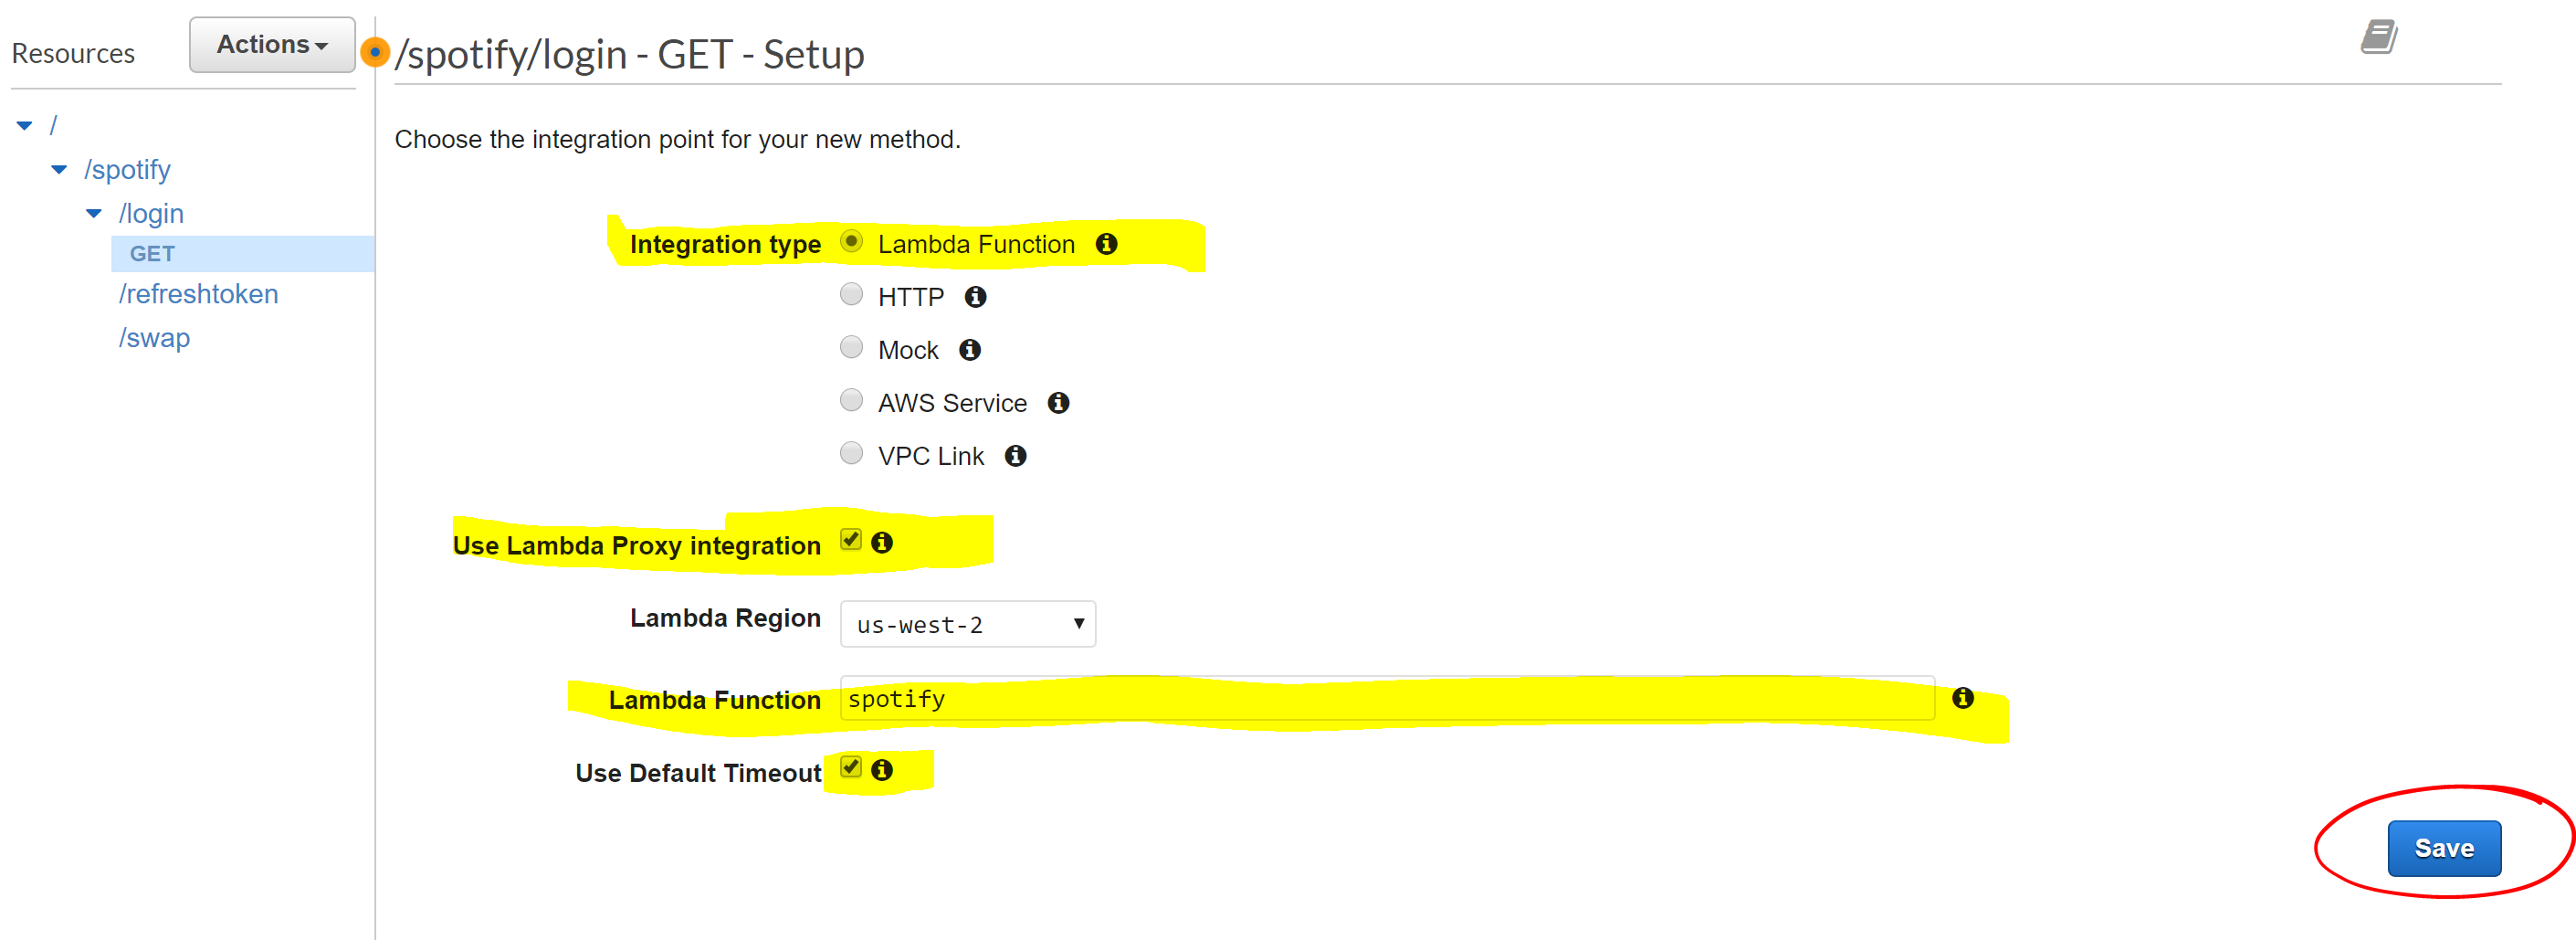 Resources
Actions
/
/spotify
/login
GET
/refreshtoken
/swap
/spotify/login - GET - Setup
Choose the integration point for your new method.
Integration type Lambda Function
HTTP
Mock
AWS Service
VPC Link
Use Lambda Proxy integration
Lambda Region us-west-2
Lambda Function spotify
Use Default Timeout
Save